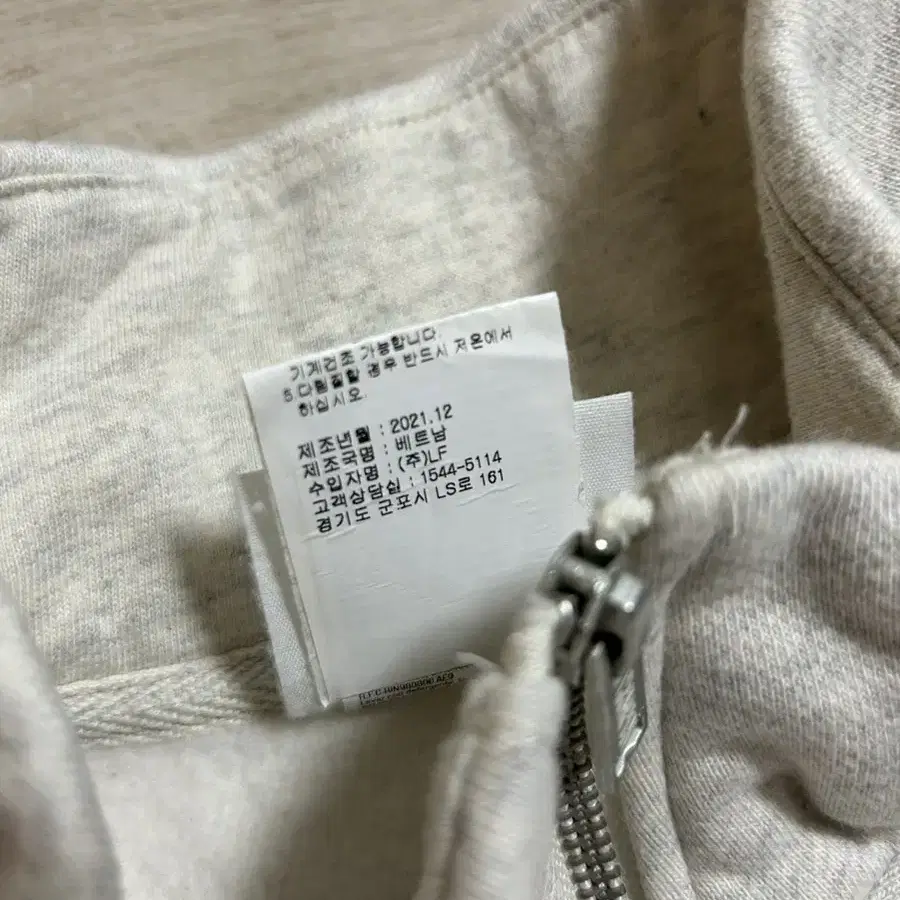 기계건조 가능합니다.
5.다림질할 경우 반드시 저온에서
하십시오.
제조년월 : 2021.12
제조국명 : 베트남
수입자명 : (주)LF
고객상담실 : 1544-5114
경기도 군포시 LS로 161